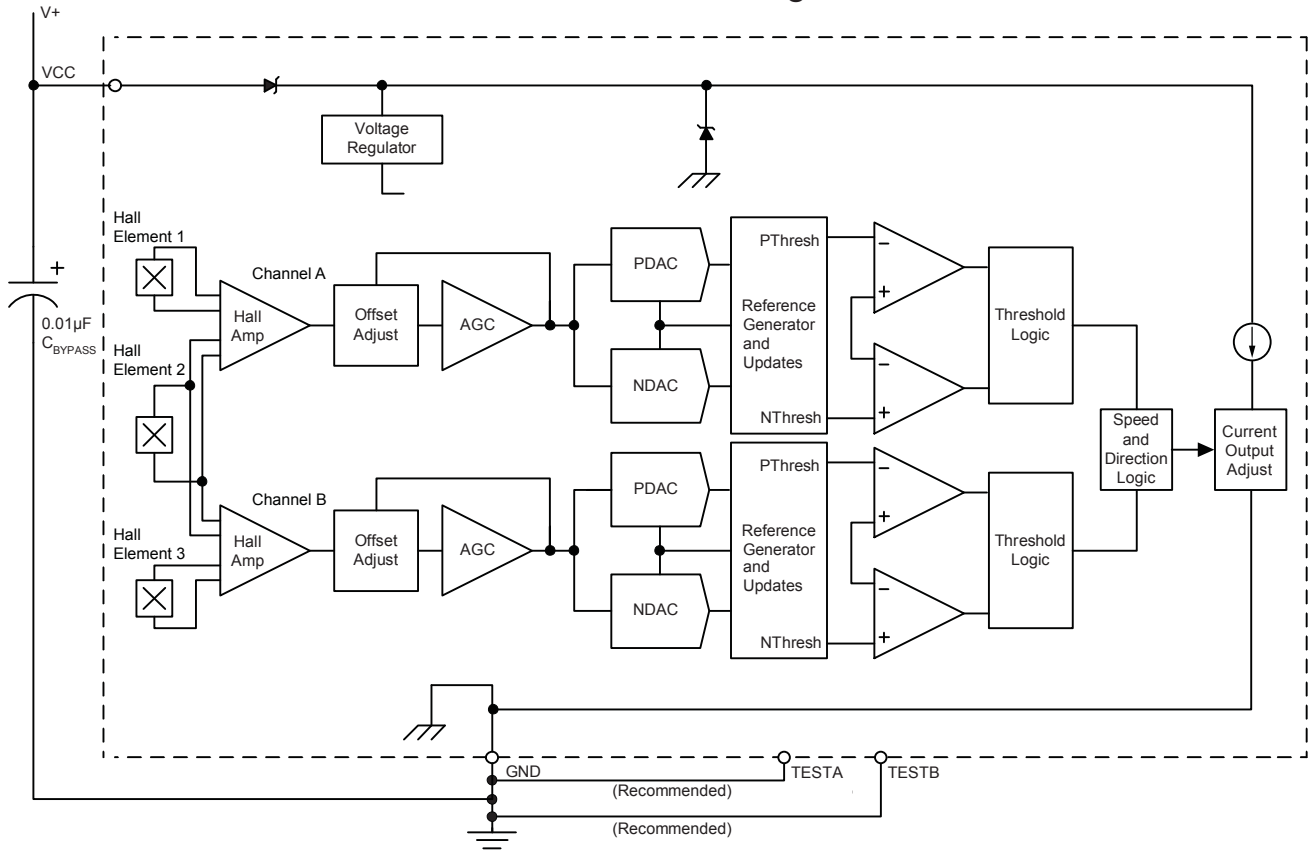 V+
VCC
Voltage
Regulator
Hall
Element 1
Channel A
Hall
Amp
Offset
Adjust
AGC
PDAC
NDAC
PThresh
Reference
Generator
and
Updates
NThresh
−
+
−
+
Threshold
Logic
+
0.01µF
CBYPASS
Hall
Element 2
Speed
and
Direction
Logic
Current
Output
Adjust
Channel B
Hall
Amp
Offset
Adjust
AGC
PDAC
NDAC
PThresh
Reference
Generator
and
Updates
NThresh
−
+
−
+
Threshold
Logic
Hall
Element 3
GND
TESTA
TESTB
(Recommended)
(Recommended)